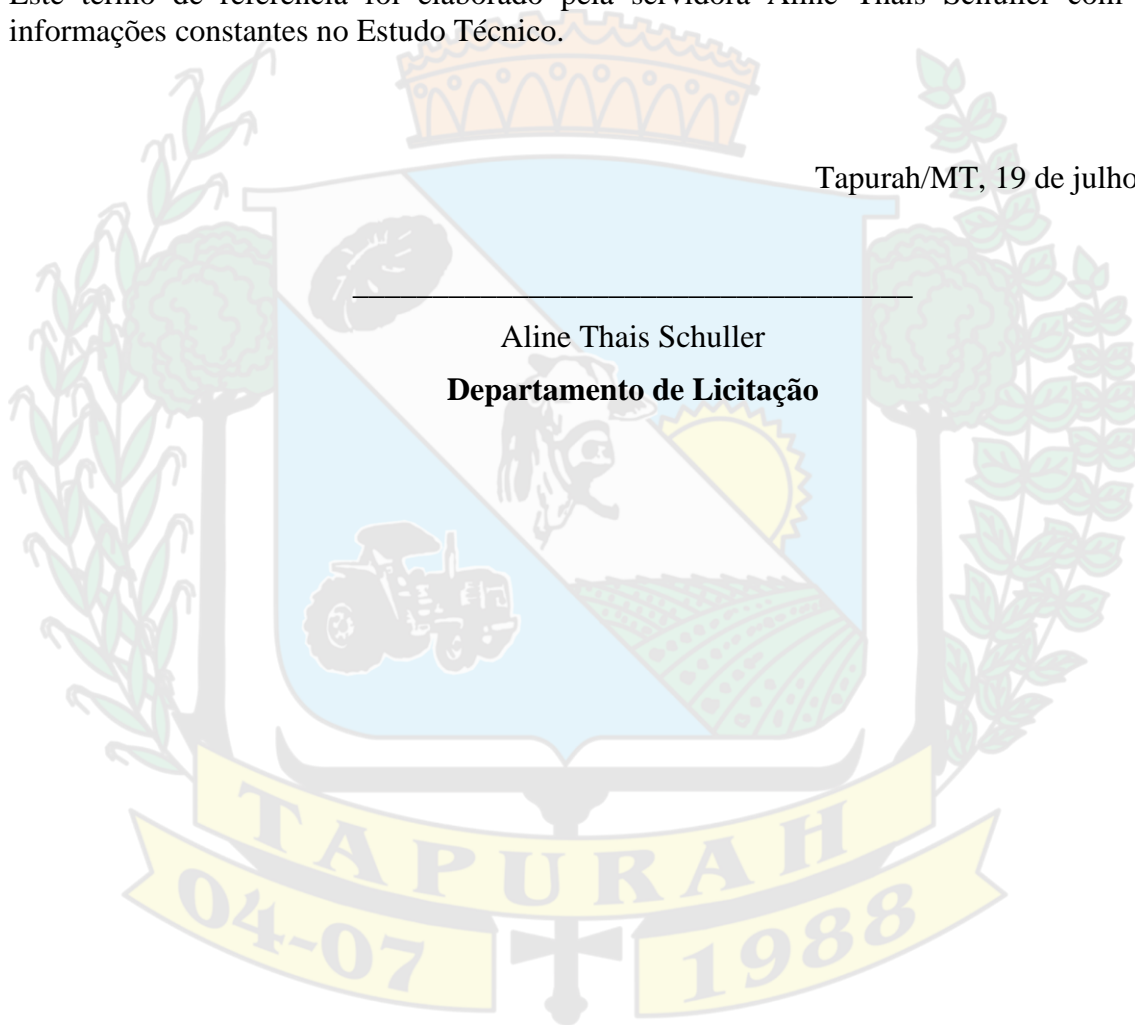 Este termo de referência foi elaborado pela servidora Aline Thais Schuller com
informações constantes no Estudo Técnico.
Tapurah/MT, 19 de julho
Aline Thais Schuller
Departamento de Licitação
TAPURAH
04-07 1988